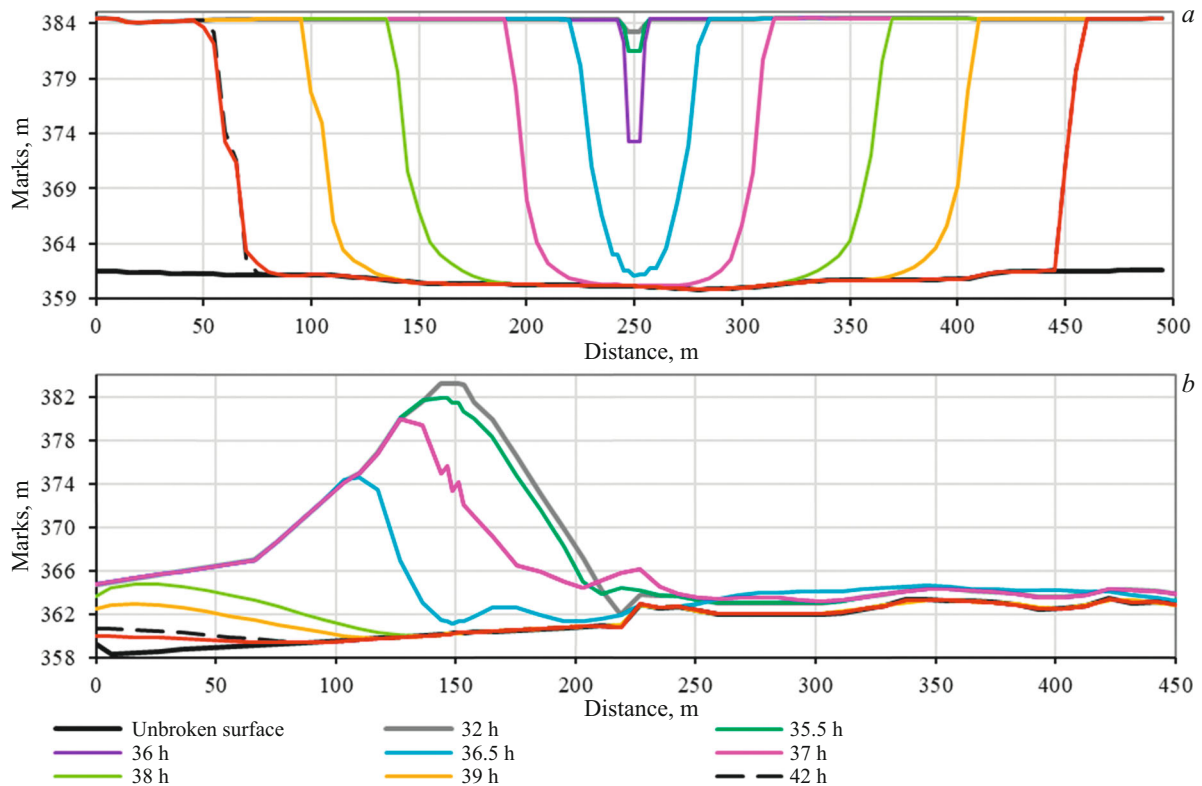 a
384
379
374
369
364
359
Marks, m
0 50 100 150 200 250 300 350 400 450 500
Distance, m
b
382
378
374
370
366
362
358
Marks, m
0 50 100 150 200 250 300 350 400 450
Distance, m
Unbroken surface 32 h 35.5 h
36 h 36.5 h 37 h
38 h 39 h 42 h